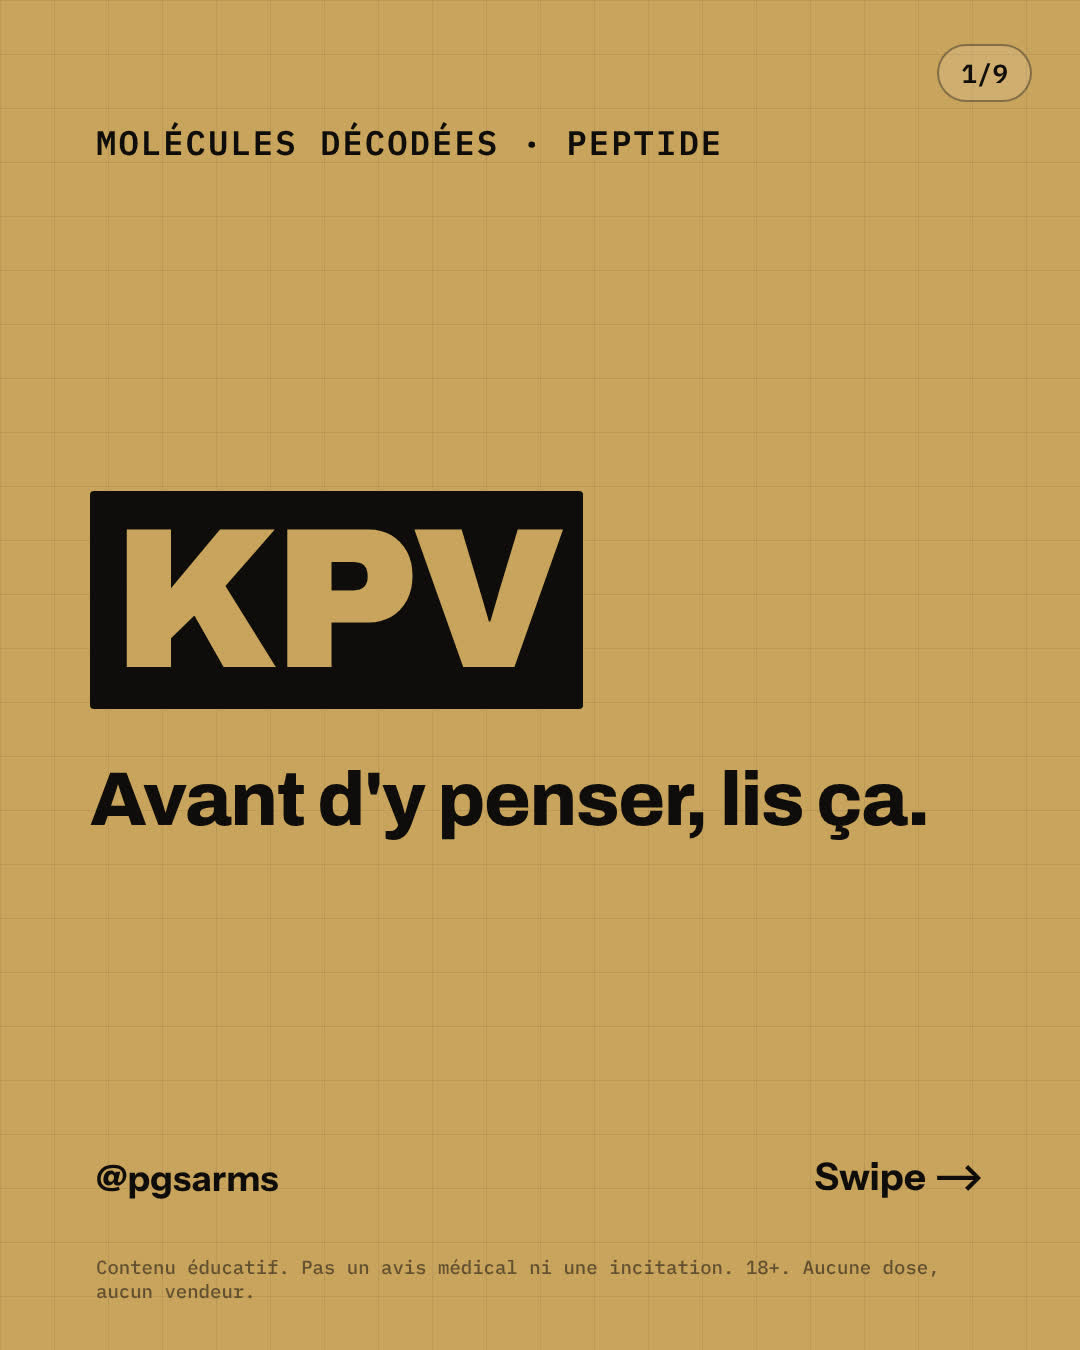 1/9
MOLÉCULES DÉCODÉES · PEPTIDE
KPV
Avant d'y penser, lis ça.
@pgsarms
Swipe →
Contenu éducatif. Pas un avis médical ni une incitation. 18+. Aucune dose,
aucun vendeur.